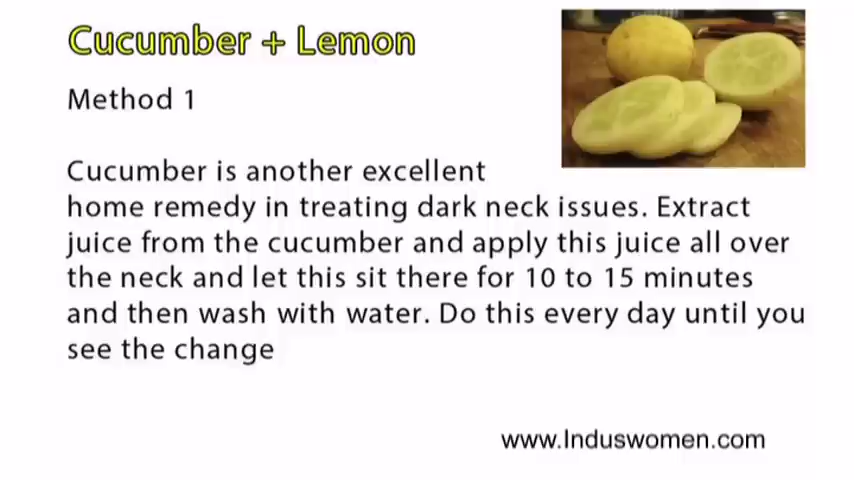 Cucumber + Lemon
Method 1
Cucumber is another excellent
home remedy in treating dark neck issues. Extract
juice from the cucumber and apply this juice all over
the neck and let this sit there for 10 to 15 minutes
and then wash with water. Do this every day until you
see the change
www.Induswomen.com